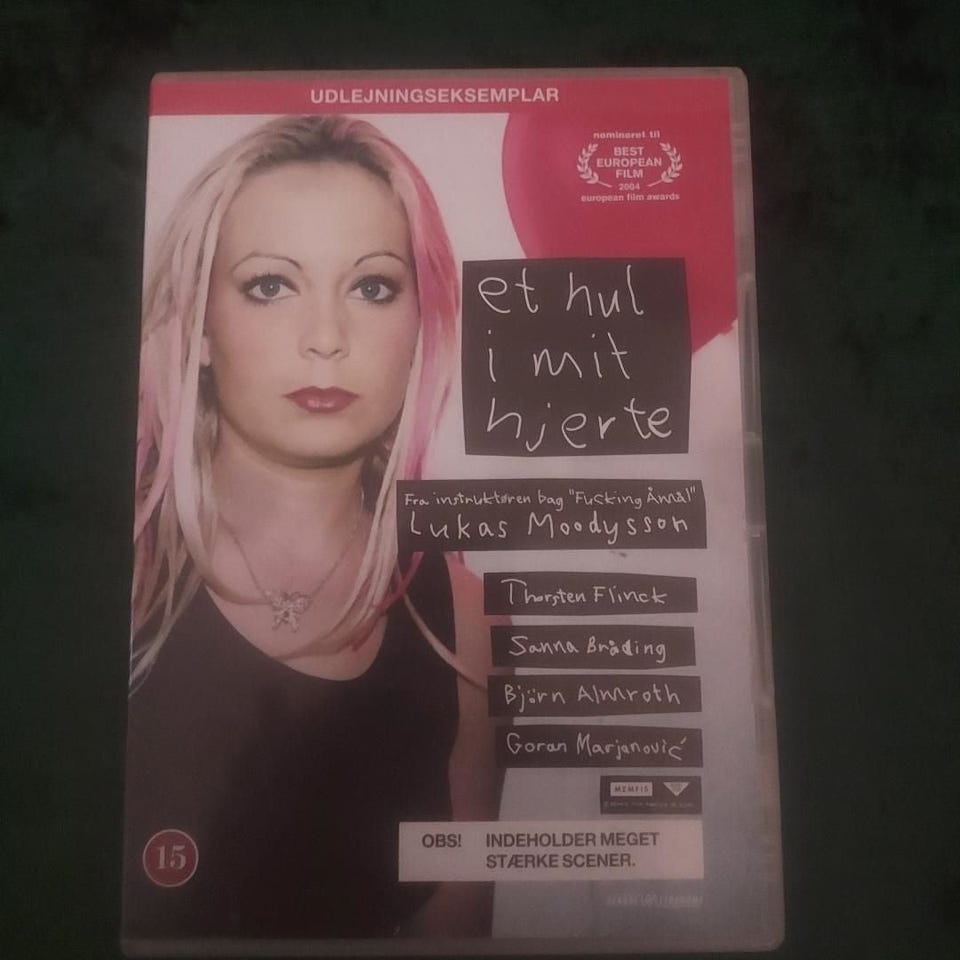 UDLEJNINGSEKSEMPLAR
nomineret til
BEST
EUROPEAN
FILM
2004
european film awards
et hul
i mit
hjerte
Fra instruktøren bag "Fucking Åmål"
Lukas Moodysson
Thorsten Flinck
Sanna Bråding
Björn Almroth
Goran Marjanović
MEMFIS
OBS! INDEHOLDER MEGET
STÆRKE SCENER.
15